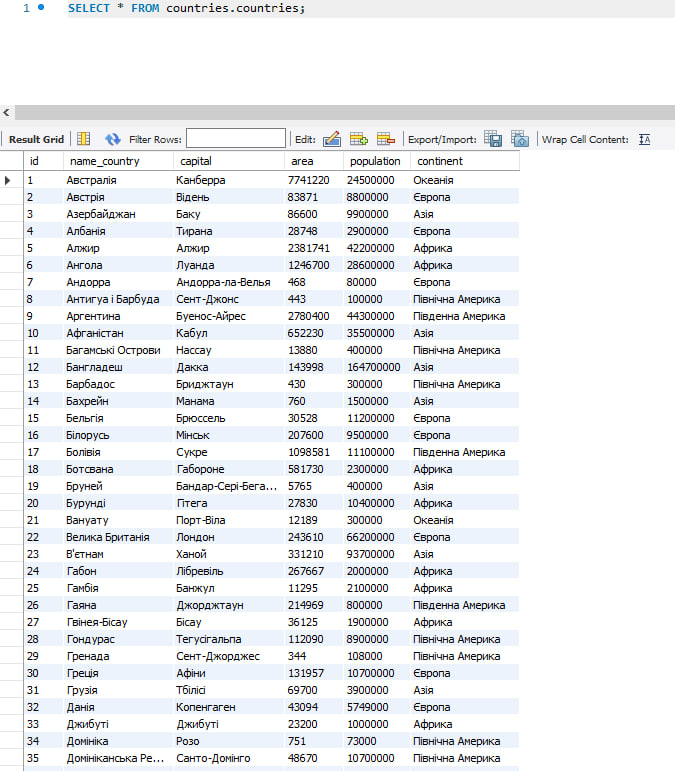 1 SELECT * FROM countries.countries;
Result Grid Filter Rows: Edit: Export/Import: Wrap Cell Content:
id name_country capital area population continent
1 Австралія Канберра 7741220 24500000 Океанія
2 Австрія Відень 83871 8800000 Європа
3 Азербайджан Баку 86600 9900000 Азія
4 Албанія Тирана 28748 2900000 Європа
5 Алжир Алжир 2381741 42200000 Африка
6 Ангола Луанда 1246700 28600000 Африка
7 Андорра Андорра-ла-Велья 468 80000 Європа
8 Антигуа і Барбуда Сент-Джонс 443 100000 Північна Америка
9 Аргентина Буенос-Айрес 2780400 44300000 Південна Америка
10 Афганістан Кабул 652230 35500000 Азія
11 Багамські Острови Нассау 13880 400000 Північна Америка
12 Бангладеш Дакка 143998 164700000 Азія
13 Барбадос Бриджтаун 430 300000 Північна Америка
14 Бахрейн Манама 760 1500000 Азія
15 Бельгія Брюссель 30528 11200000 Європа
16 Білорусь Мінськ 207600 9500000 Європа
17 Болівія Сукре 1098581 11100000 Південна Америка
18 Ботсвана Габороне 581730 2300000 Африка
19 Бруней Бандар-Сері-Бега... 5765 400000 Азія
20 Бурунді Гітега 27830 10400000 Африка
21 Вануату Порт-Віла 12189 300000 Океанія
22 Велика Британія Лондон 243610 66200000 Європа
23 В'єтнам Ханой 331210 93700000 Азія
24 Габон Лібревіль 267667 2000000 Африка
25 Гамбія Банжул 11295 2100000 Африка
26 Гаяна Джорджтаун 214969 800000 Південна Америка
27 Гвінея-Бісау Бісау 36125 1900000 Африка
28 Гондурас Тегусігальпа 112090 8900000 Північна Америка
29 Гренада Сент-Джорджес 344 108000 Північна Америка
30 Греція Афіни 131957 10700000 Європа
31 Грузія Тбілісі 69700 3900000 Азія
32 Данія Копенгаген 43094 5749000 Європа
33 Джибуті Джибуті 23200 1000000 Африка
34 Домініка Розо 751 73000 Північна Америка
35 Домініканська Ре... Санто-Домінго 48670 10700000 Північна Америка